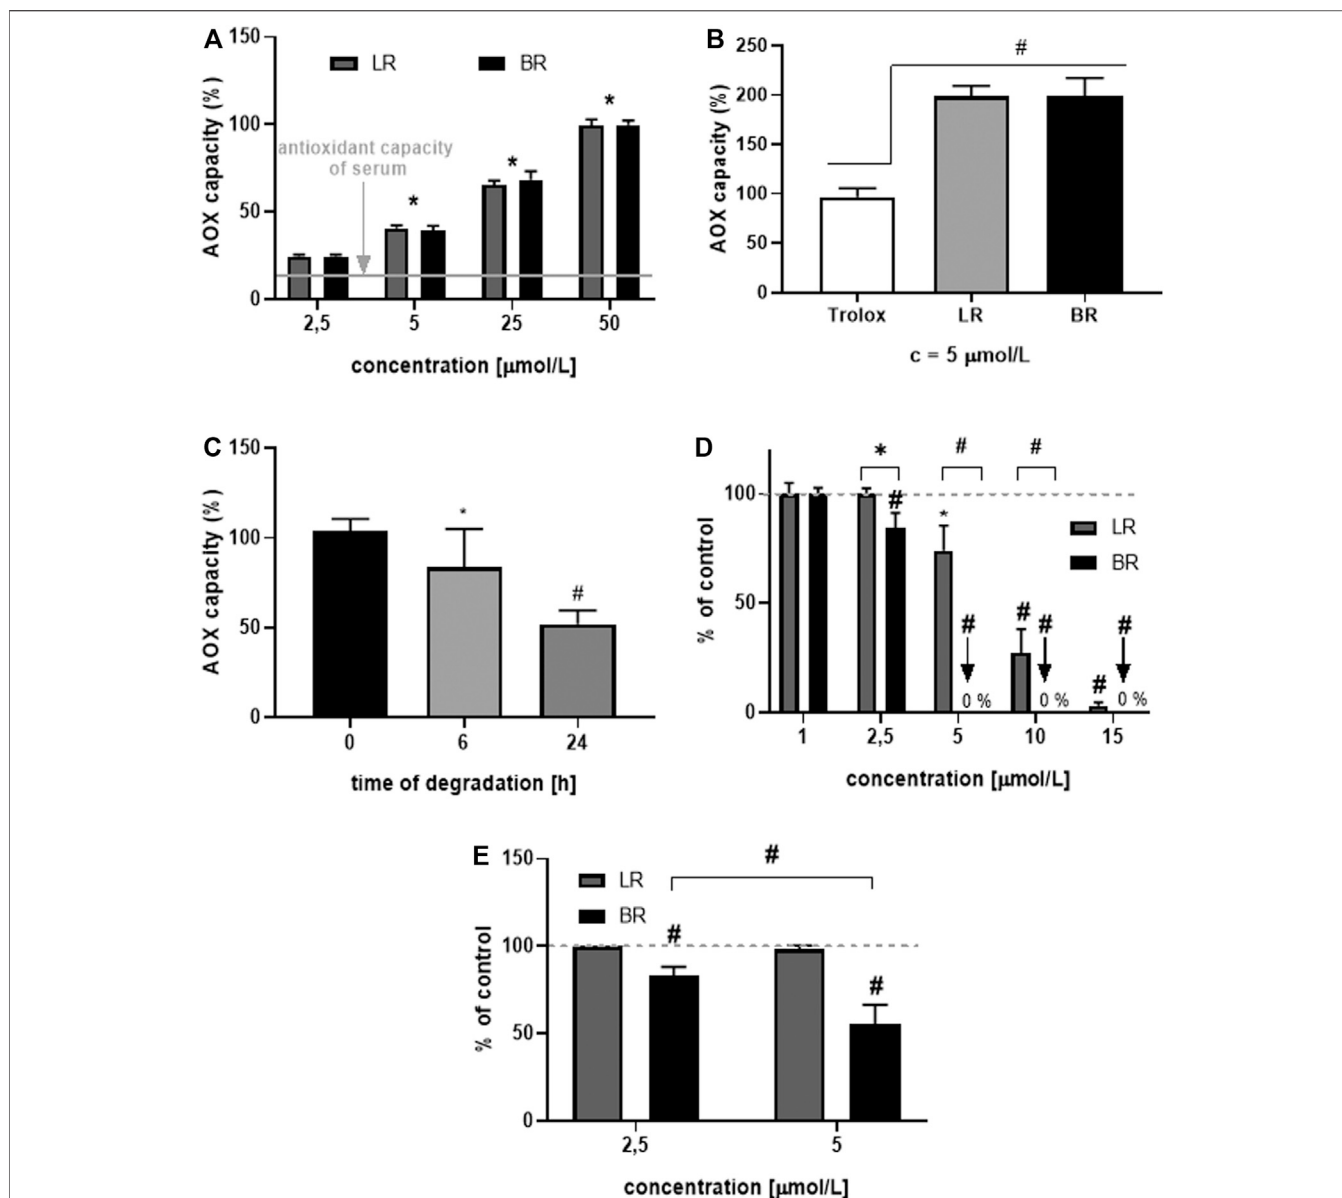 A
150
100
50
0
AOX capacity (%)
LR BR
antioxidant capacity
of serum
*
*
*
2,5 5 25 50
concentration [μmol/L]
B
250
200
150
100
50
0
AOX capacity (%)
#
Trolox LR BR
c = 5 μmol/L
C
150
100
50
0
AOX capacity (%)
*
#
0 6 24
time of degradation [h]
D
100
50
0
% of control
* # #
#
*
# # # # #
0 % 0 % 0 %
LR
BR
1 2,5 5 10 15
concentration [μmol/L]
E
150
100
50
0
% of control
LR
BR
#
#
#
2,5 5
concentration [μmol/L]